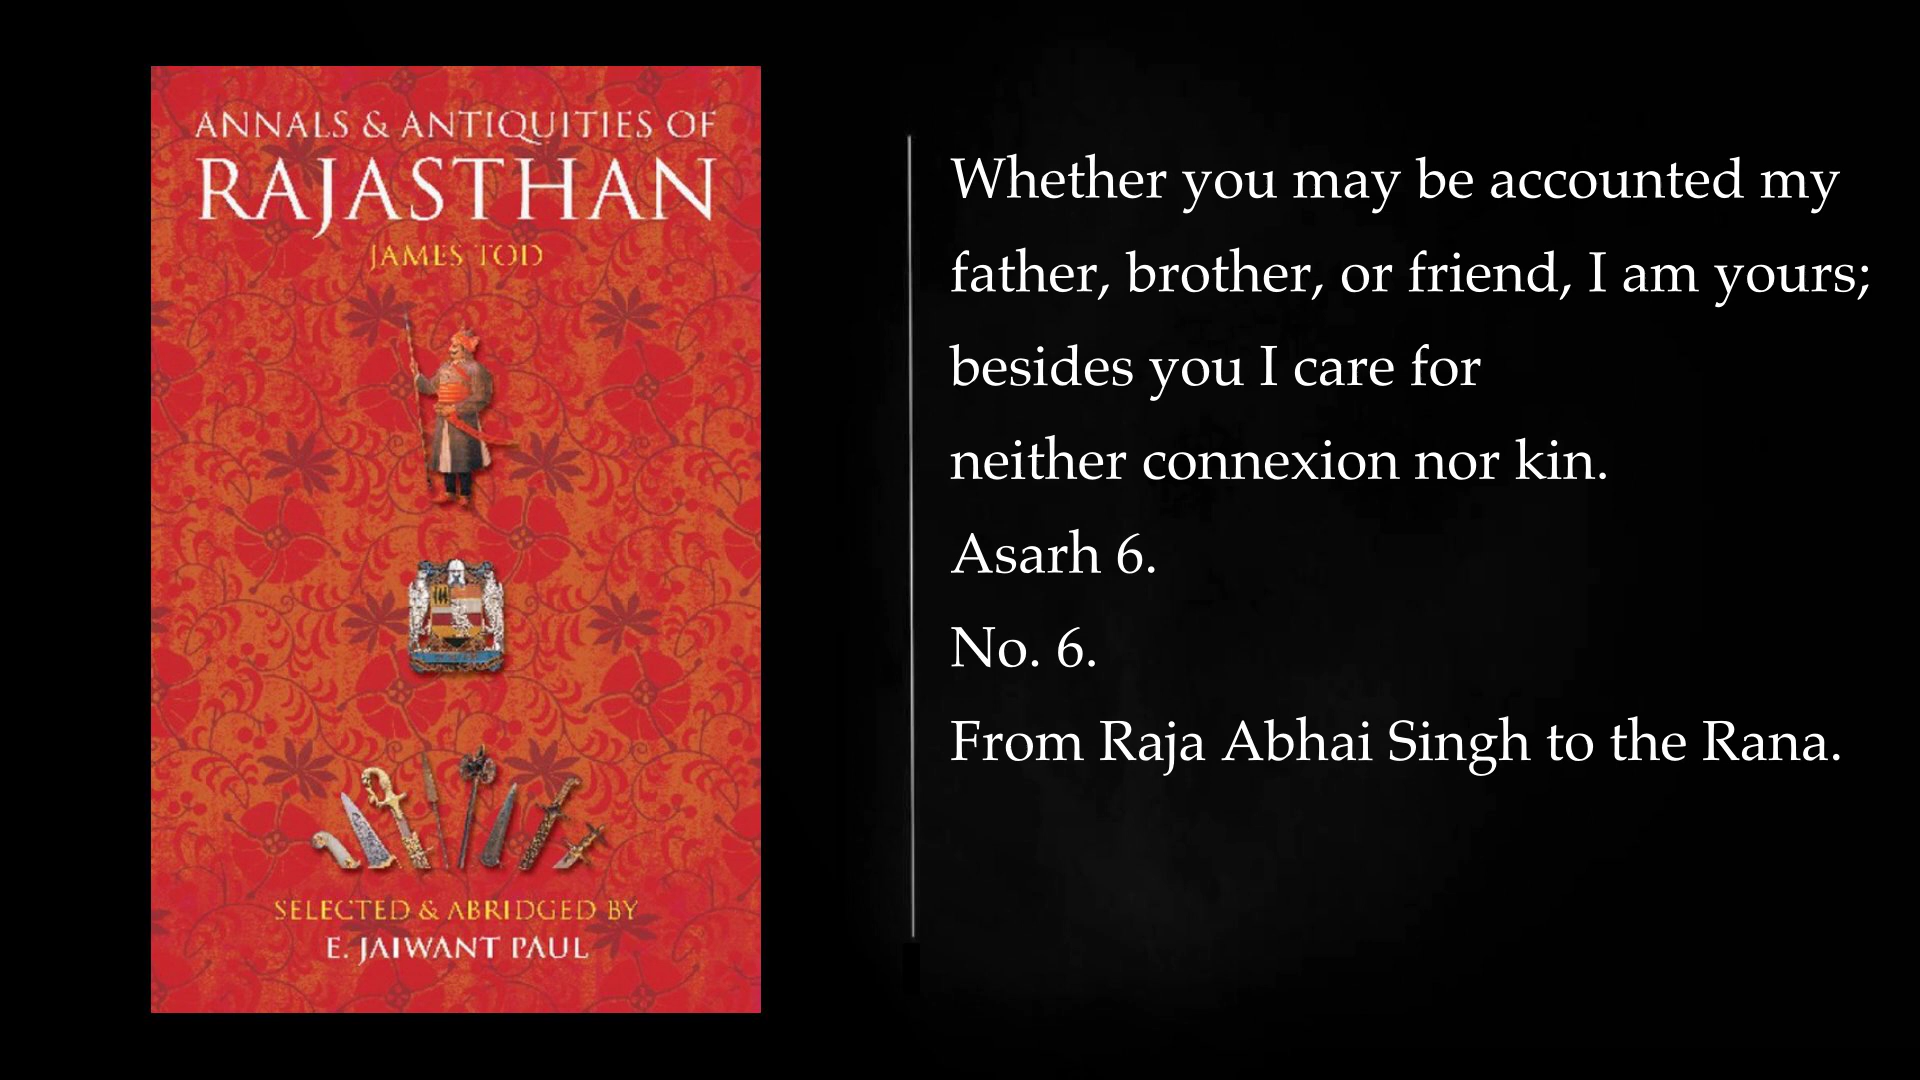 ANNALS & ANTIQUITIES OF
RAJASTHAN
JAMES TOD
SELECTED & ABRIDGED BY
E. JAIWANT PAUL
Whether you may be accounted my
father, brother, or friend, I am yours;
besides you I care for
neither connexion nor kin.
Asarh 6.
No. 6.
From Raja Abhai Singh to the Rana.